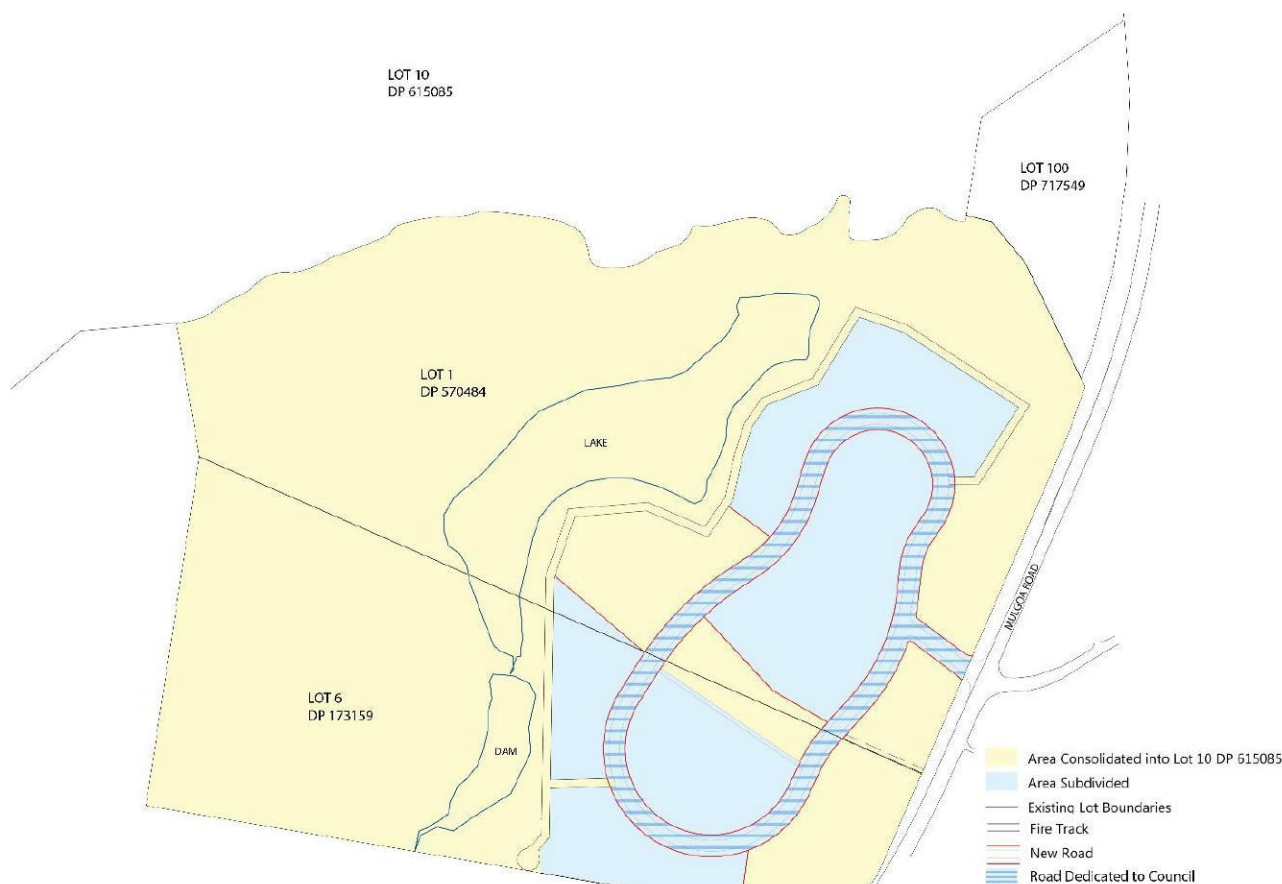 LOT 10
DP 615085
LOT 100
DP 717549
LOT 1
DP 570484
LAKE
MULGOA ROAD
LOT 6
DP 173159
DAM
Area Consolidated into Lot 10 DP 615085
Area Subdivided
Existing Lot Boundaries
Fire Track
New Road
Road Dedicated to Council